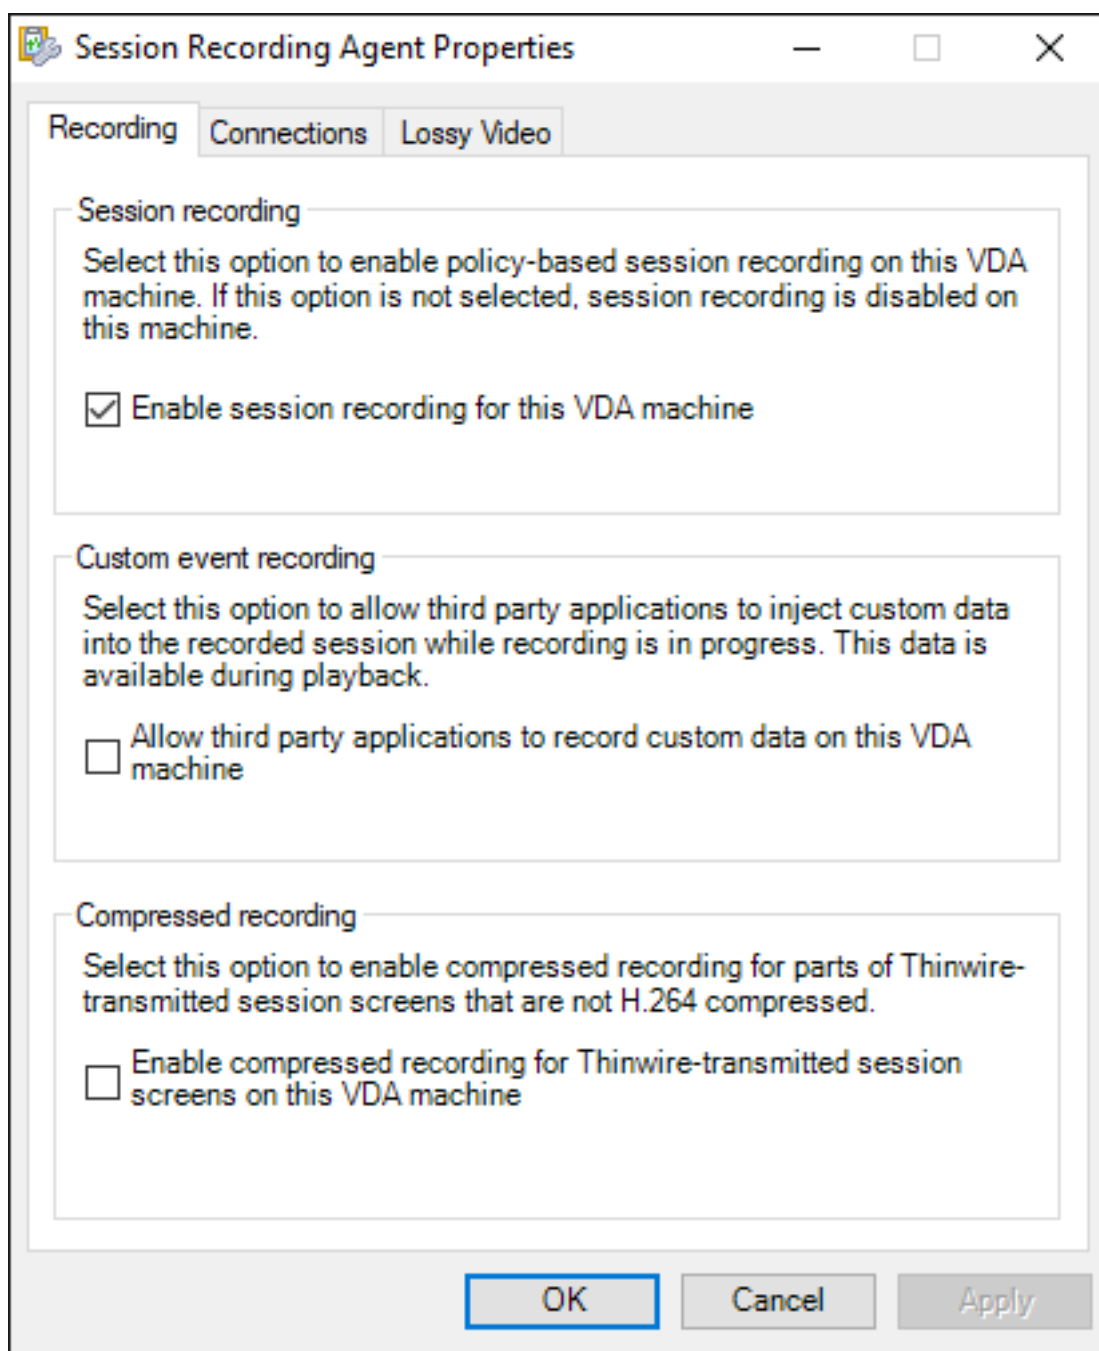 Session Recording Agent Properties
Recording
Connections
Lossy Video
Session recording
Select this option to enable policy-based session recording on this VDA
machine. If this option is not selected, session recording is disabled on
this machine.
Enable session recording for this VDA machine
Custom event recording
Select this option to allow third party applications to inject custom data
into the recorded session while recording is in progress. This data is
available during playback.
Allow third party applications to record custom data on this VDA
machine
Compressed recording
Select this option to enable compressed recording for parts of Thinwire-
transmitted session screens that are not H.264 compressed.
Enable compressed recording for Thinwire-transmitted session
screens on this VDA machine
OK
Cancel
Apply